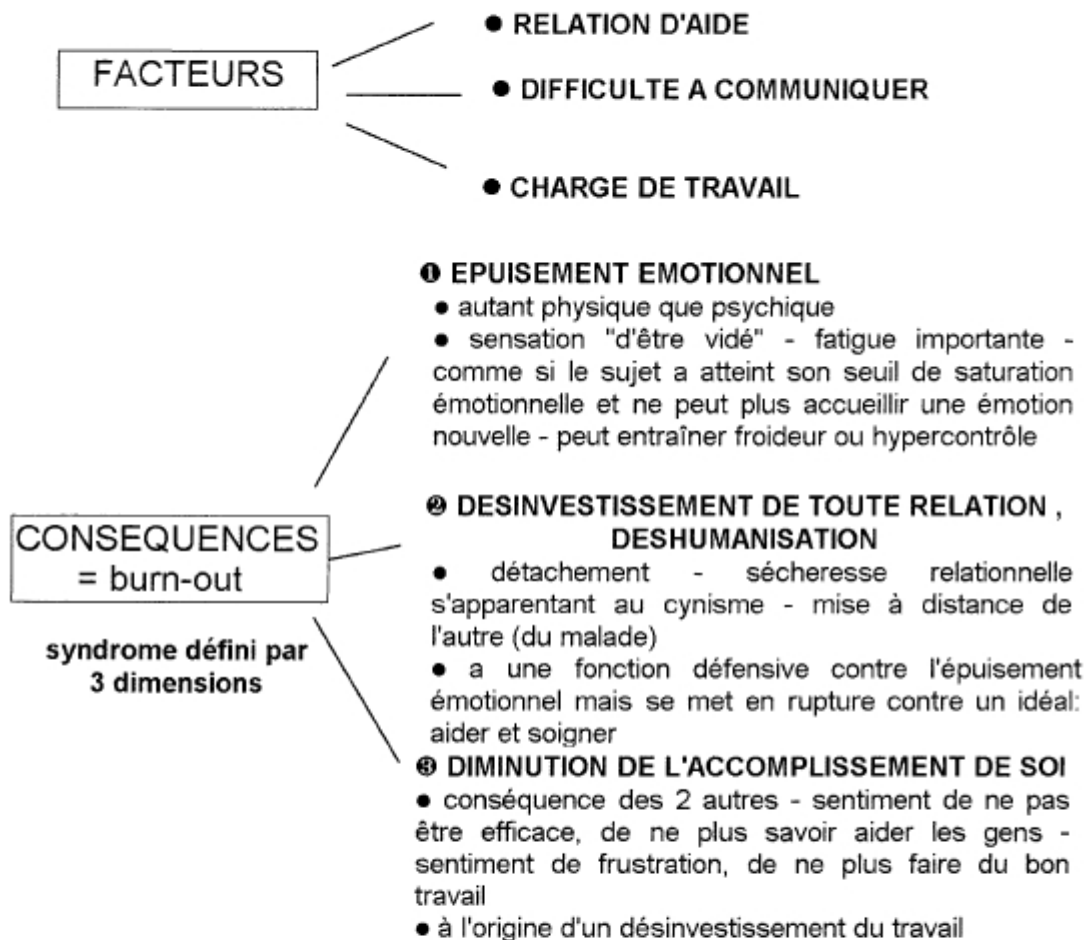 FACTEURS
● RELATION D'AIDE
● DIFFICULTE A COMMUNIQUER
● CHARGE DE TRAVAIL
❶ EPUISEMENT EMOTIONNEL
● autant physique que psychique
● sensation "d'être vidé" - fatigue importante -
comme si le sujet a atteint son seuil de saturation
émotionnelle et ne peut plus accueillir une émotion
nouvelle - peut entraîner froideur ou hypercontrôle
CONSEQUENCES
= burn-out
syndrome défini par
3 dimensions
❷ DESINVESTISSEMENT DE TOUTE RELATION ,
DESHUMANISATION
● détachement - sécheresse relationnelle
s'apparentant au cynisme - mise à distance de
l'autre (du malade)
● a une fonction défensive contre l'épuisement
émotionnel mais se met en rupture contre un idéal:
aider et soigner
❸ DIMINUTION DE L'ACCOMPLISSEMENT DE SOI
● conséquence des 2 autres - sentiment de ne pas
être efficace, de ne plus savoir aider les gens -
sentiment de frustration, de ne plus faire du bon
travail
● à l'origine d'un désinvestissement du travail